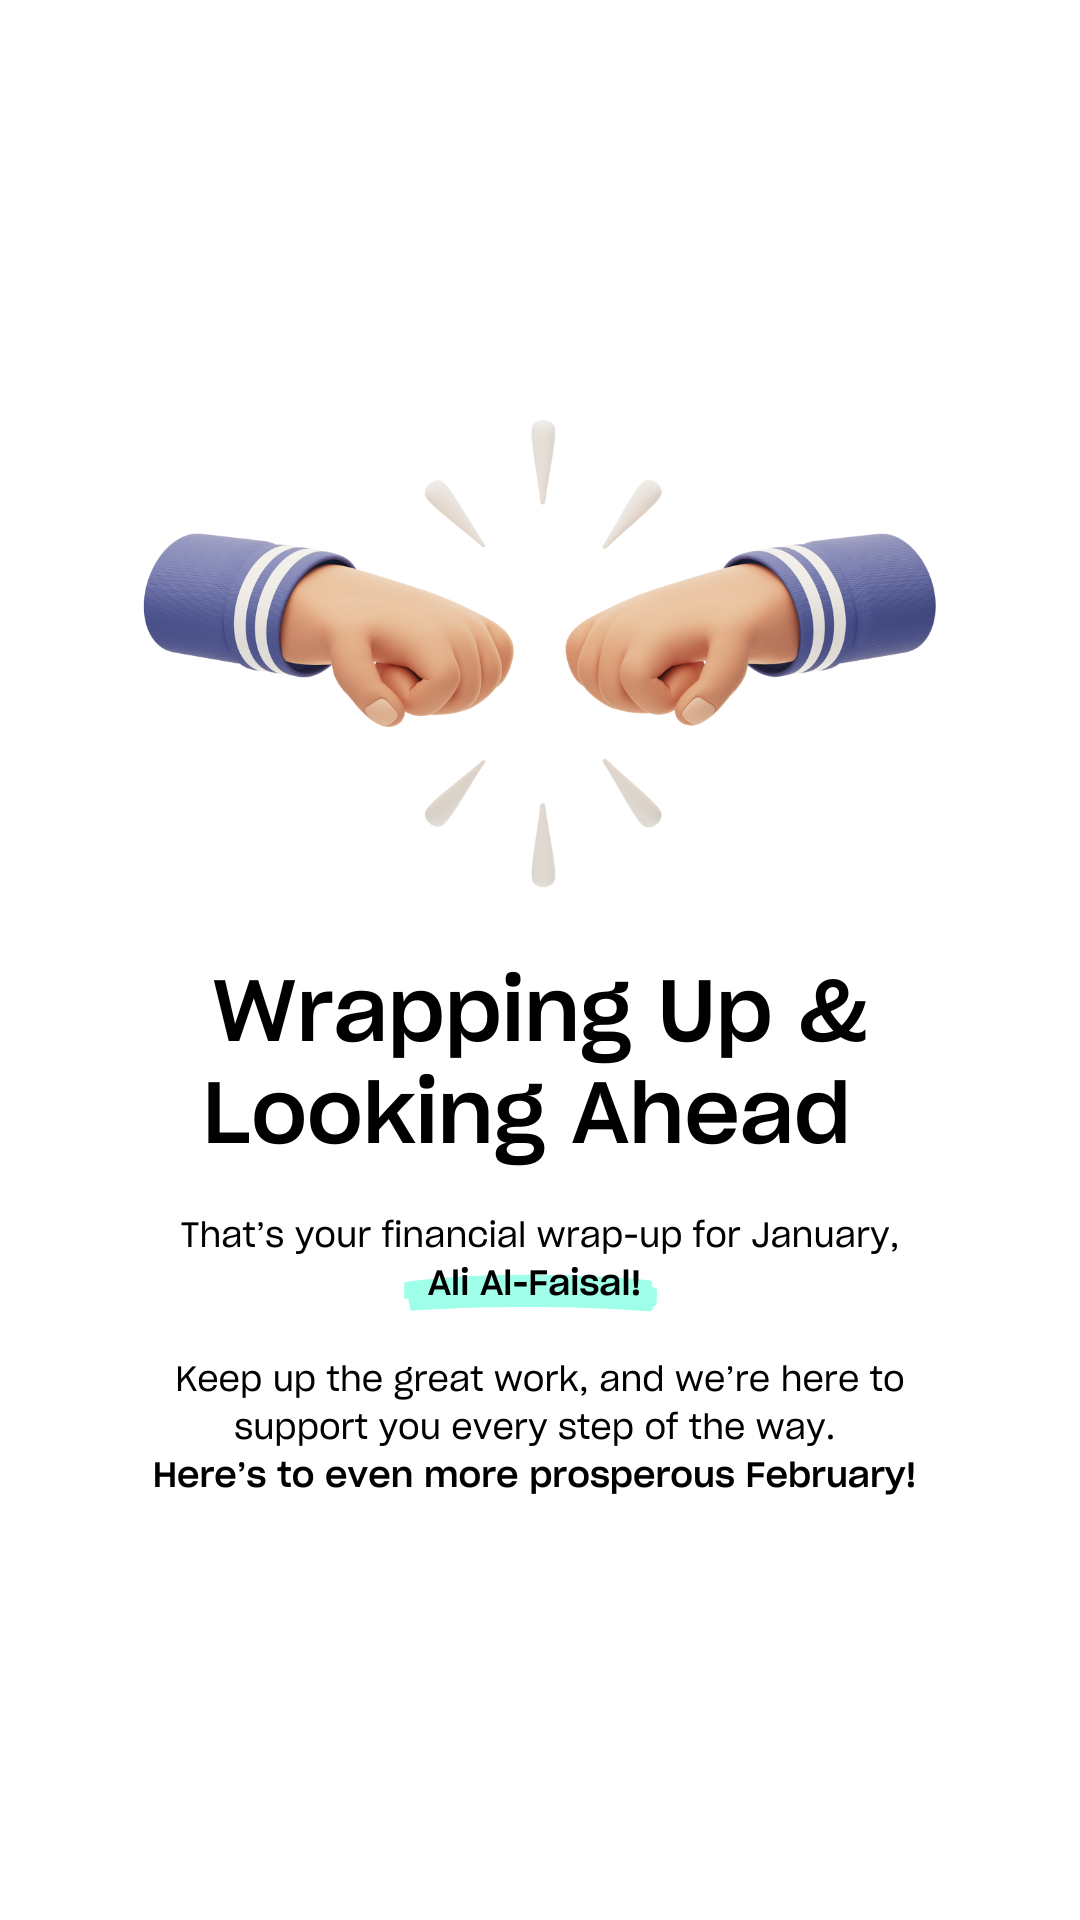 Wrapping Up &
Looking Ahead
That’s your financial wrap-up for January,
Ali Al-Faisal!
Keep up the great work, and we’re here to
support you every step of the way.
Here’s to even more prosperous February!